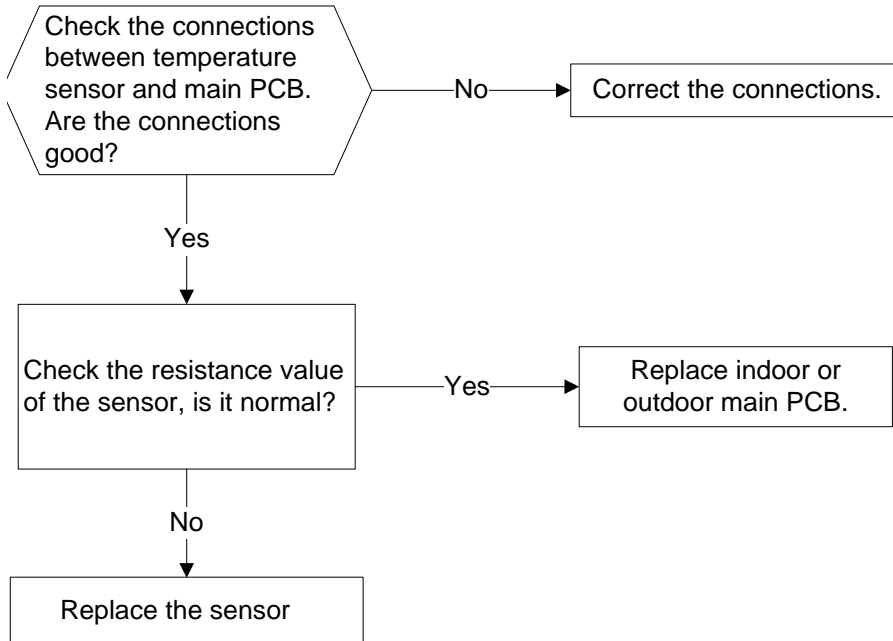 Check the connections
between temperature
sensor and main PCB.
Are the connections
good?
No
Correct the connections.
Yes
Check the resistance value
of the sensor, is it normal?
Yes
Replace indoor or
outdoor main PCB.
No
Replace the sensor